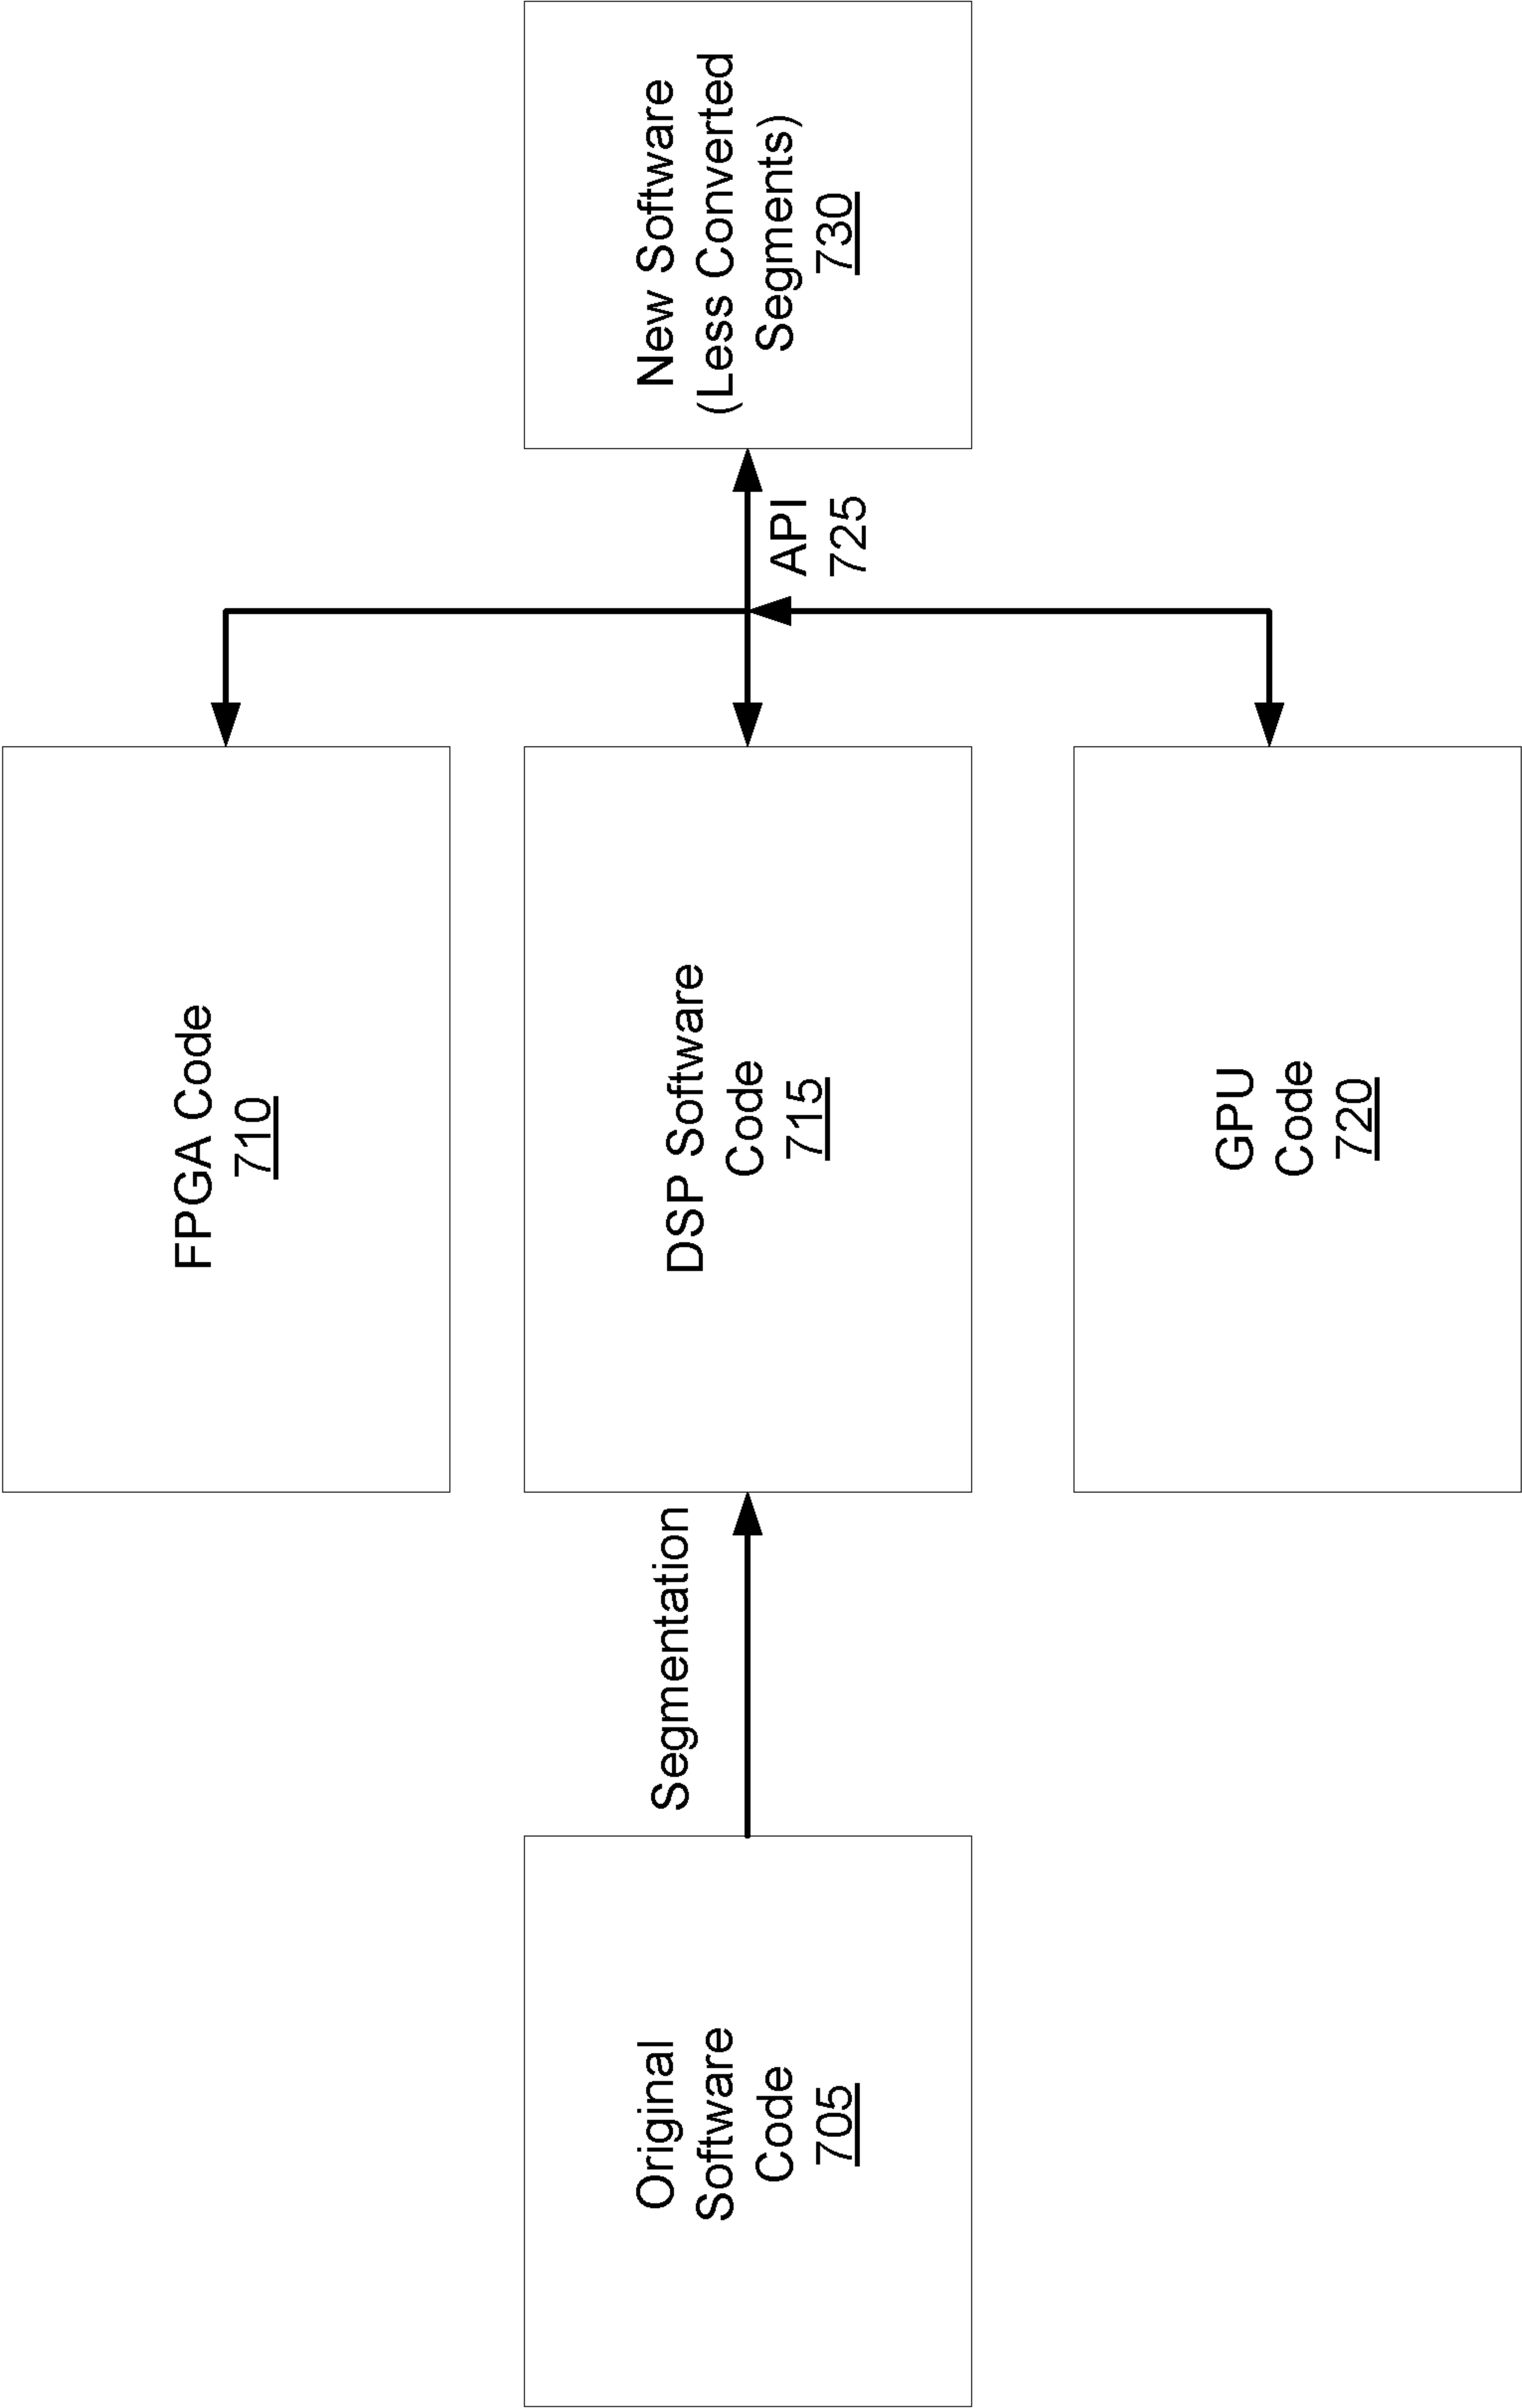 Original
Software
Code
705
Segmentation
FPGA Code
710
DSP Software
Code
715
GPU
Code
720
API
725
New Software
(Less Converted
Segments)
730